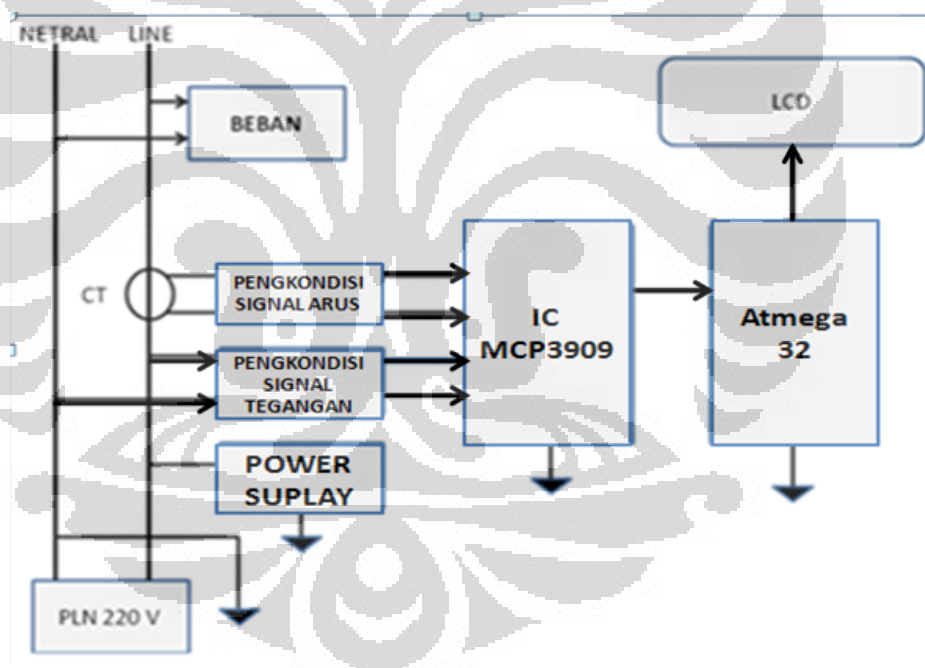 NETRAL LINE
BEBAN
LCD
CT
PENGKONDISI
SIGNAL ARUS
PENGKONDISI
SIGNAL
TEGANGAN
IC
MCP3909
Atmega
32
POWER
SUPLAY
PLN 220 V